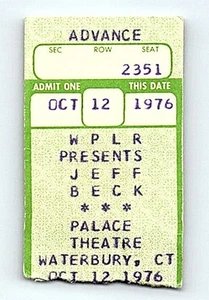 ADVANCE
SEC ROW SEAT
2351
ADMIT ONE THIS DATE
OCT 12 1976
WPLR
PRESENTS
JEFF
BECK
***
PALACE
THEATRE
WATERBURY, CT
OCT 12 1976